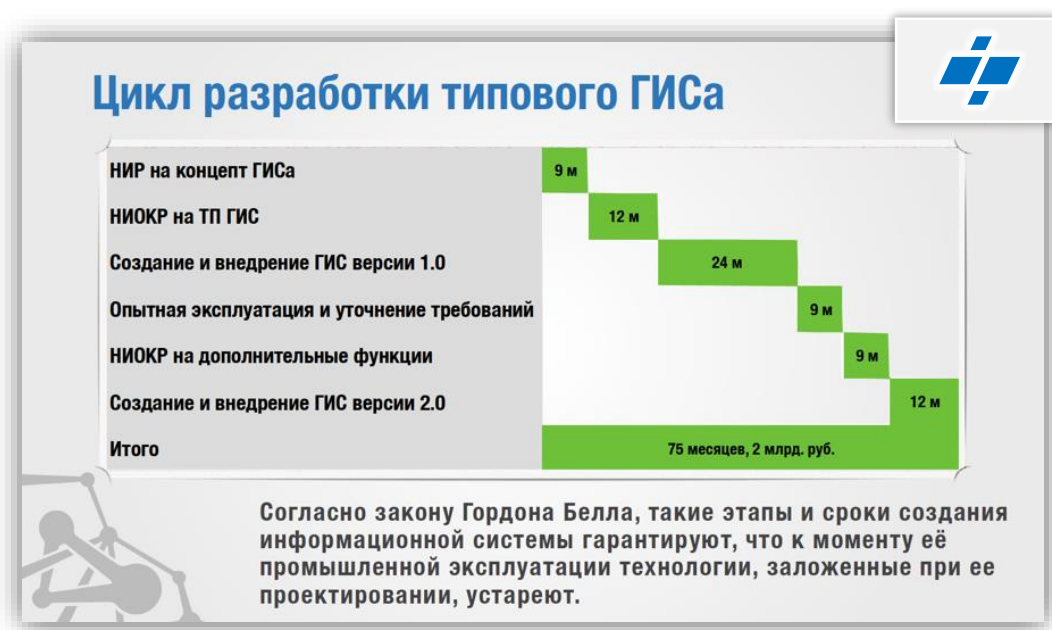 Цикл разработки типового ГИСа
НИР на концепт ГИСа
9 м
НИОКР на ТП ГИС
12 м
Создание и внедрение ГИС версии 1.0
24 м
Опытная эксплуатация и уточнение требований
9 м
НИОКР на дополнительные функции
9 м
Создание и внедрение ГИС версии 2.0
12 м
Итого
75 месяцев, 2 млрд. руб.
Согласно закону Гордона Белла, такие этапы и сроки создания
информационной системы гарантируют, что к моменту её
промышленной эксплуатации технологии, заложенные при ее
проектировании, устареют.